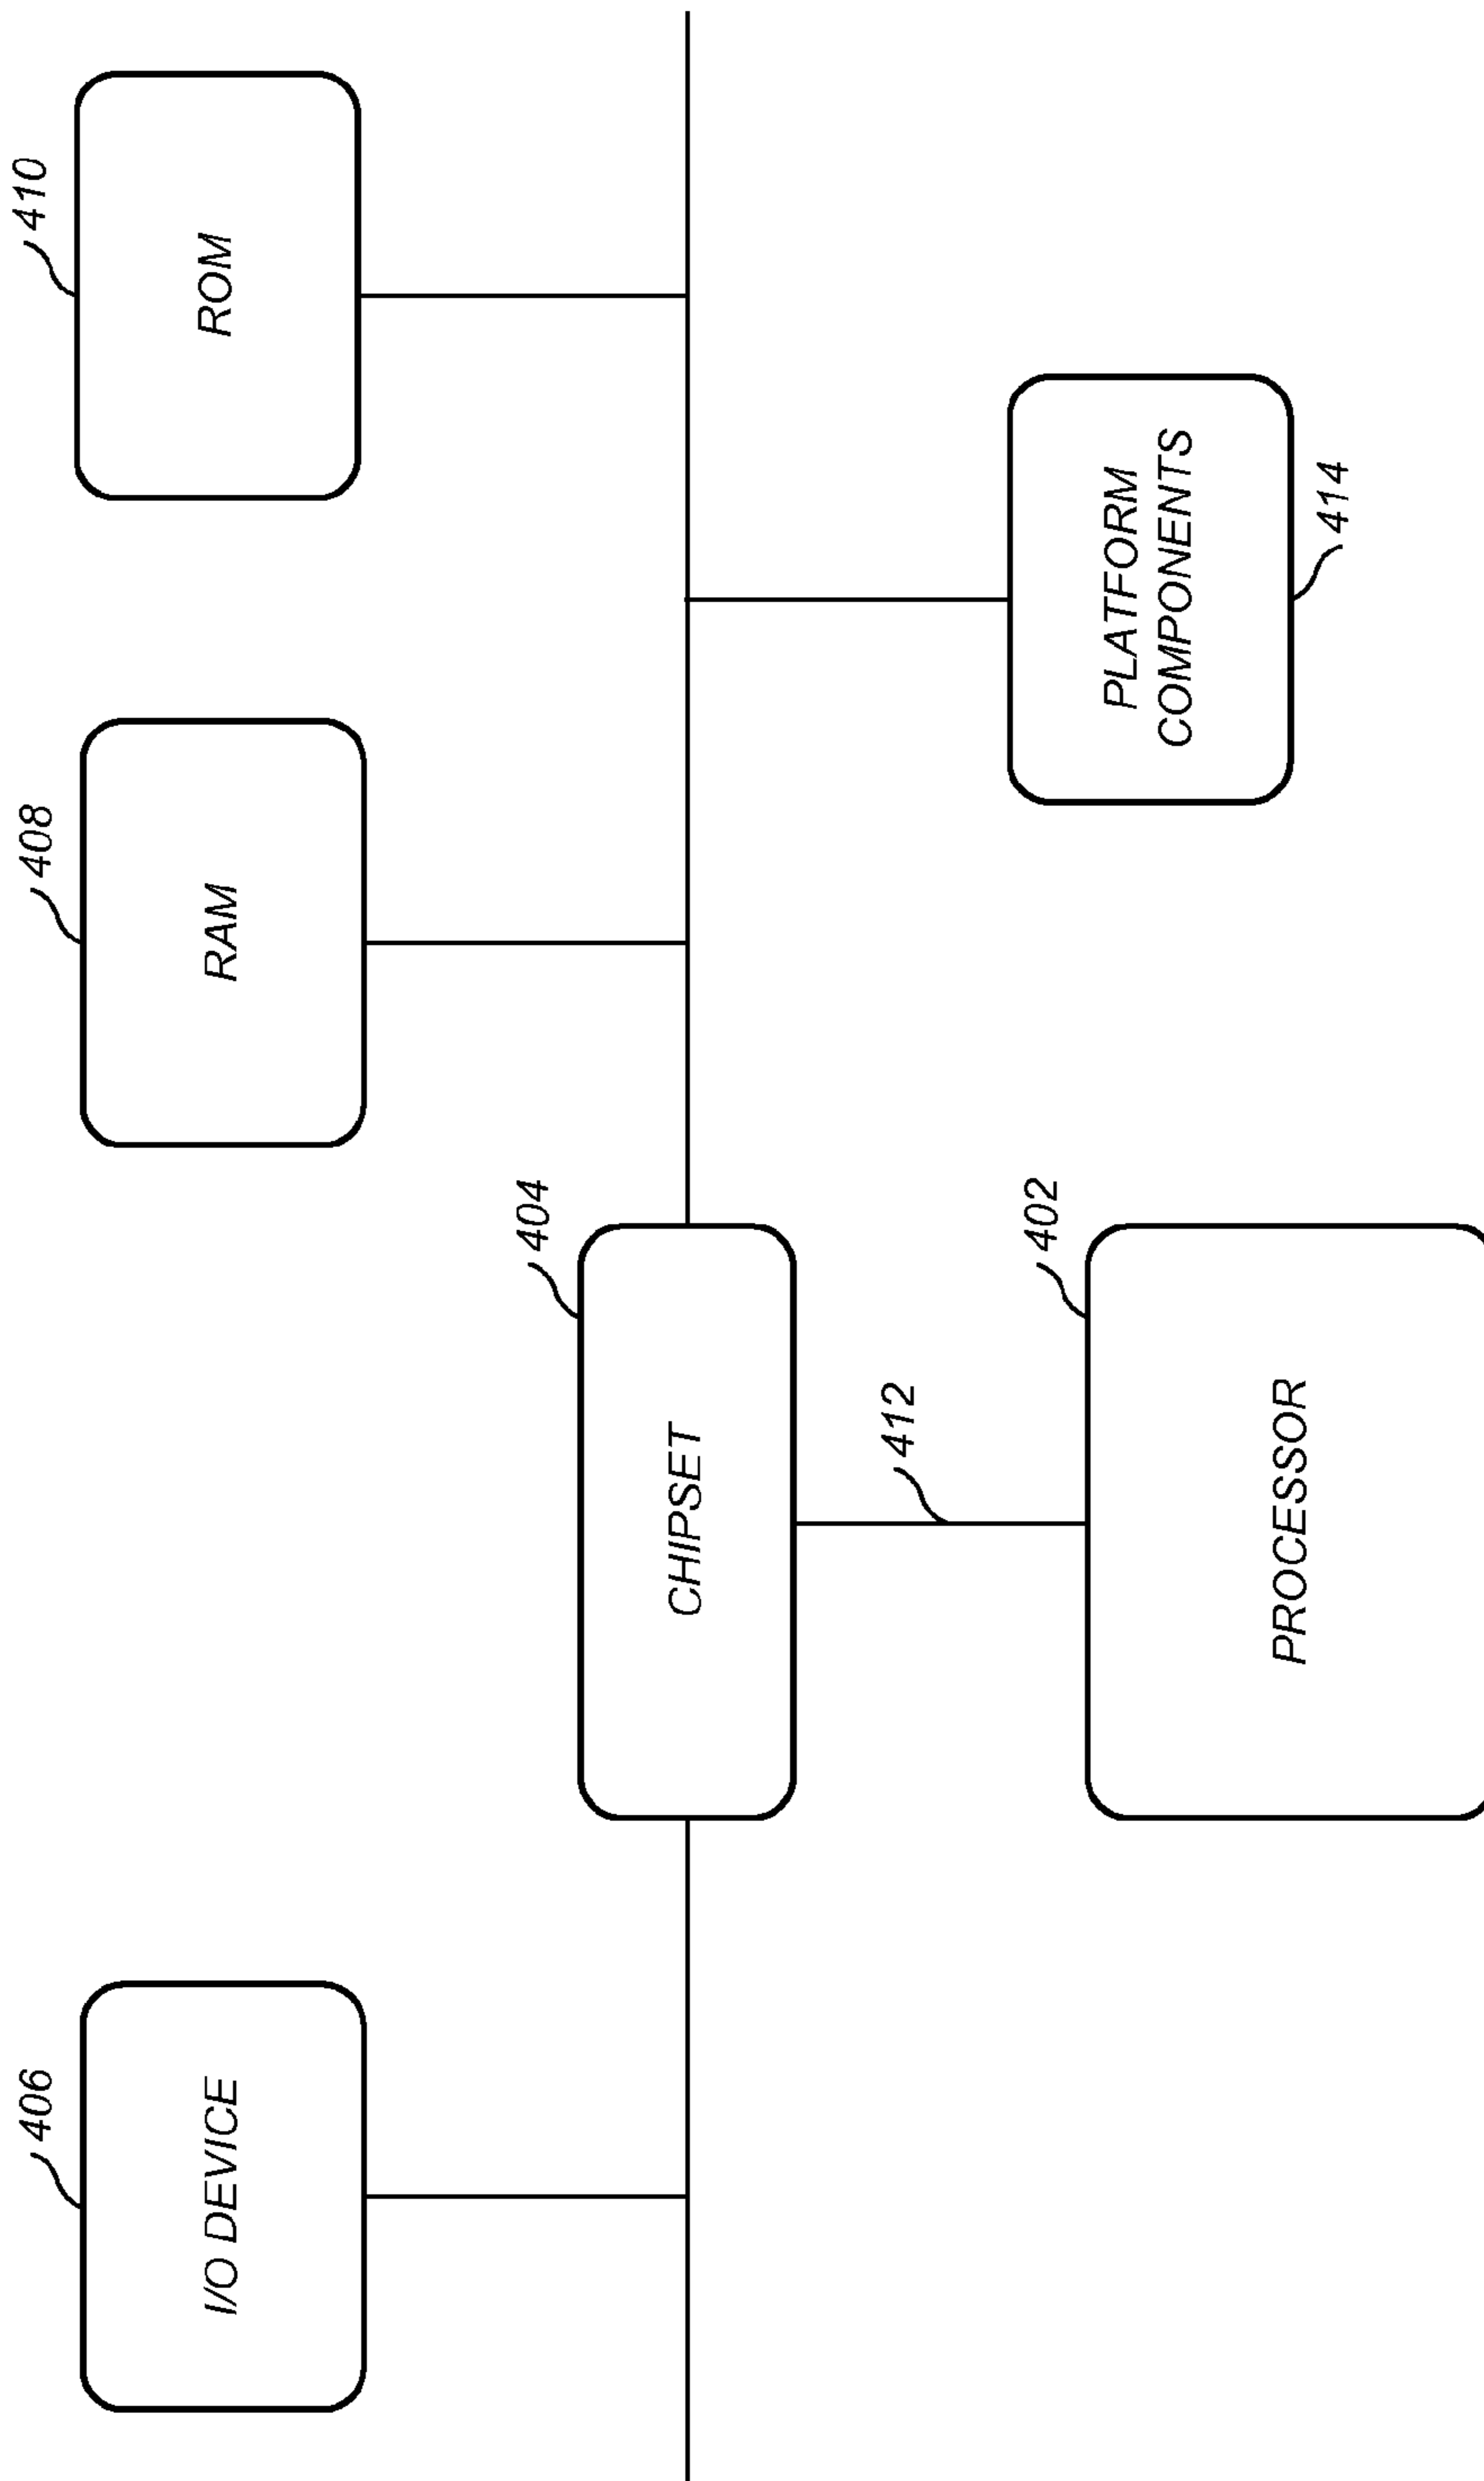 406
408
410
I/O DEVICE
RAM
ROM
404
CHIPSET
412
402
PROCESSOR
PLATFORM
COMPONENTS
414